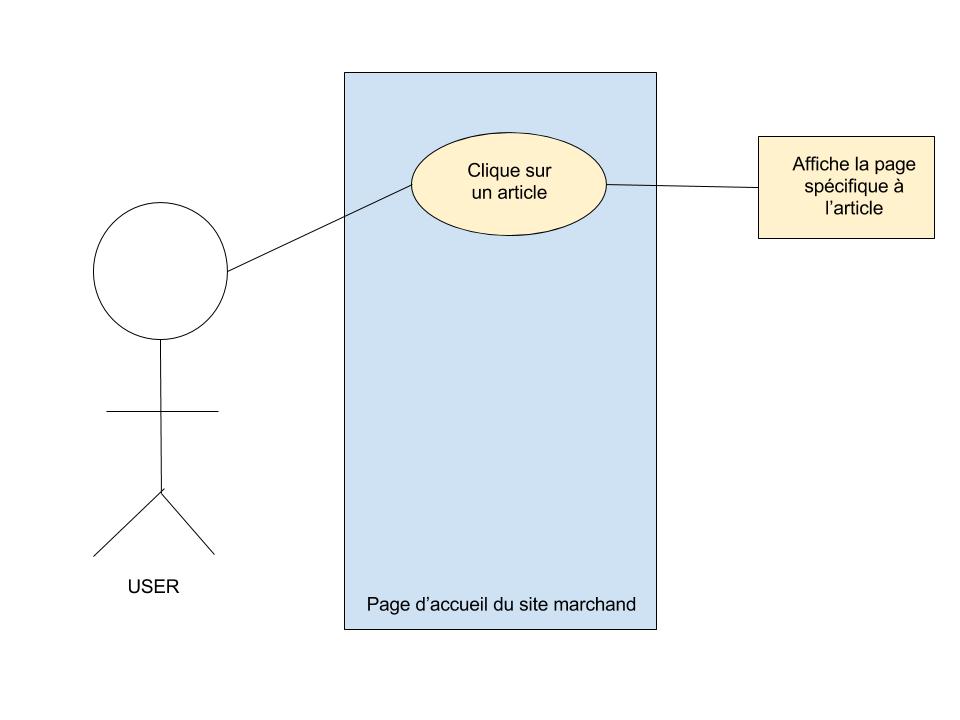 Clique sur
un article
Affiche la page
spécifique à
l’article
USER
Page d’accueil du site marchand